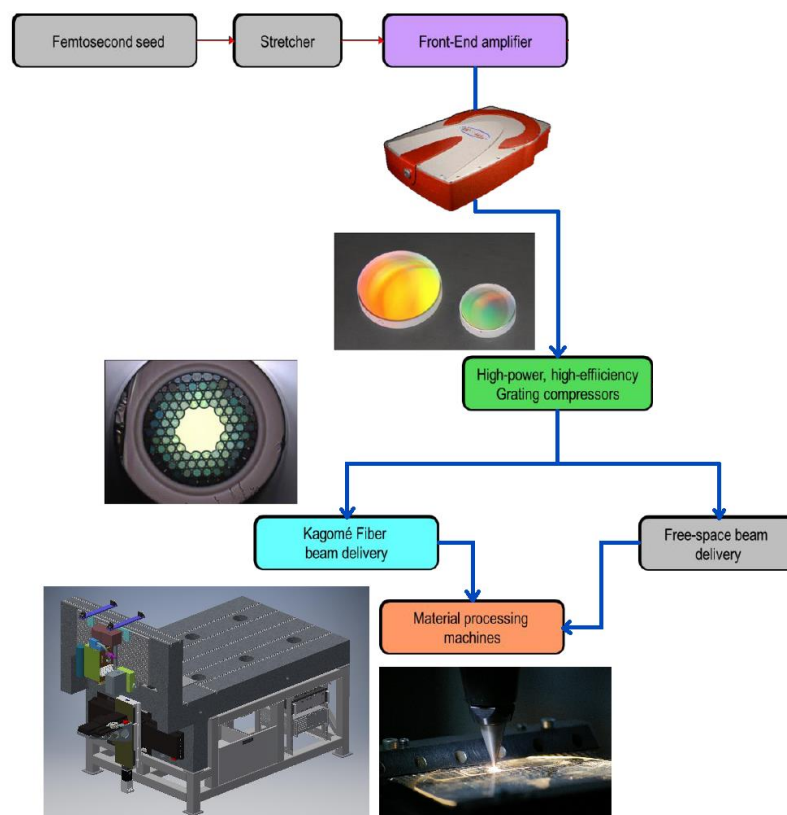 Femtosecond seed
Stretcher
Front-End amplifier
High-power, high-effiiciency
Grating compressors
Kagomé Fiber
beam delivery
Free-space beam
delivery
Material processing
machines